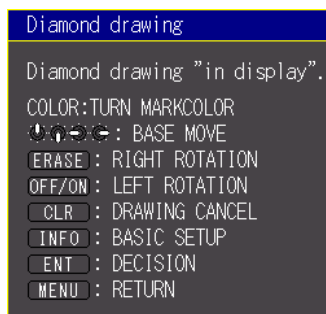 Diamond drawing
Diamond drawing "in display".
COLOR:TURN MARKCOLOR
: BASE MOVE
ERASE : RIGHT ROTATION
OFF/ON : LEFT ROTATION
CLR : DRAWING CANCEL
INFO : BASIC SETUP
ENT : DECISION
MENU : RETURN